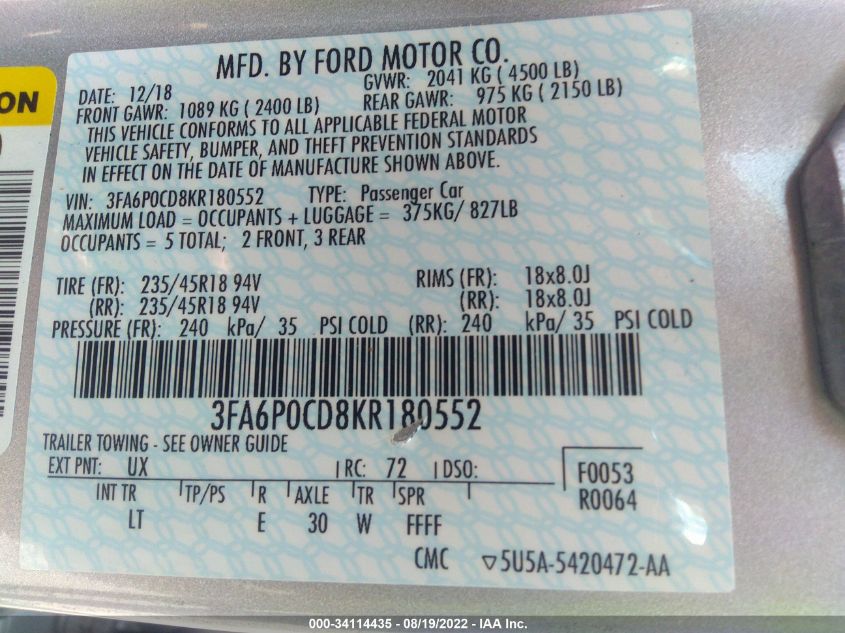 ON
MFD. BY FORD MOTOR CO.
DATE: 12/18 GVWR: 2041 KG ( 4500 LB)
FRONT GAWR: 1089 KG ( 2400 LB) REAR GAWR: 975 KG ( 2150 LB)
THIS VEHICLE CONFORMS TO ALL APPLICABLE FEDERAL MOTOR
VEHICLE SAFETY, BUMPER, AND THEFT PREVENTION STANDARDS
IN EFFECT ON THE DATE OF MANUFACTURE SHOWN ABOVE.
VIN: 3FA6P0CD8KR180552 TYPE: Passenger Car
MAXIMUM LOAD = OCCUPANTS + LUGGAGE = 375KG/ 827LB
OCCUPANTS = 5 TOTAL; 2 FRONT, 3 REAR
TIRE (FR): 235/45R18 94V RIMS (FR): 18x8.0J
(RR): 235/45R18 94V (RR): 18x8.0J
PRESSURE (FR): 240 kPa/ 35 PSI COLD (RR): 240 kPa/ 35 PSI COLD
3FA6P0CD8KR180552
TRAILER TOWING - SEE OWNER GUIDE
EXT PNT: UX RC: 72 DSO: F0053
INT TR TP/PS R AXLE TR SPR R0064
LT E 30 W FFFF
CMC ▽5U5A-5420472-AA
000-34114435 - 08/19/2022 - IAA Inc.